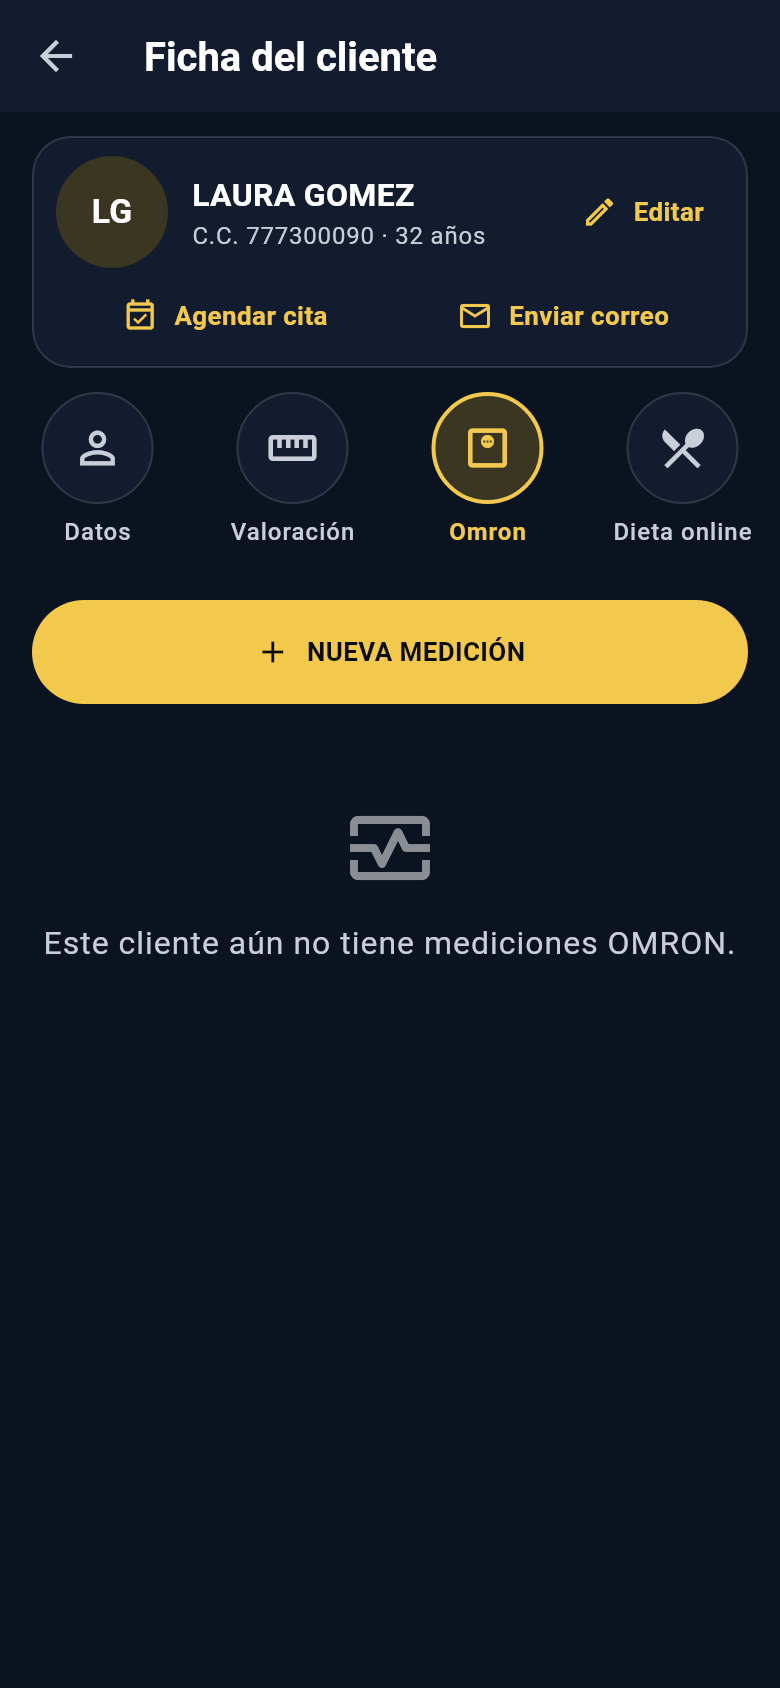 Ficha del cliente
LG
LAURA GOMEZ
C.C. 777300090 · 32 años
Editar
Agendar cita
Enviar correo
Datos
Valoración
Omron
Dieta online
NUEVA MEDICIÓN
Este cliente aún no tiene mediciones OMRON.